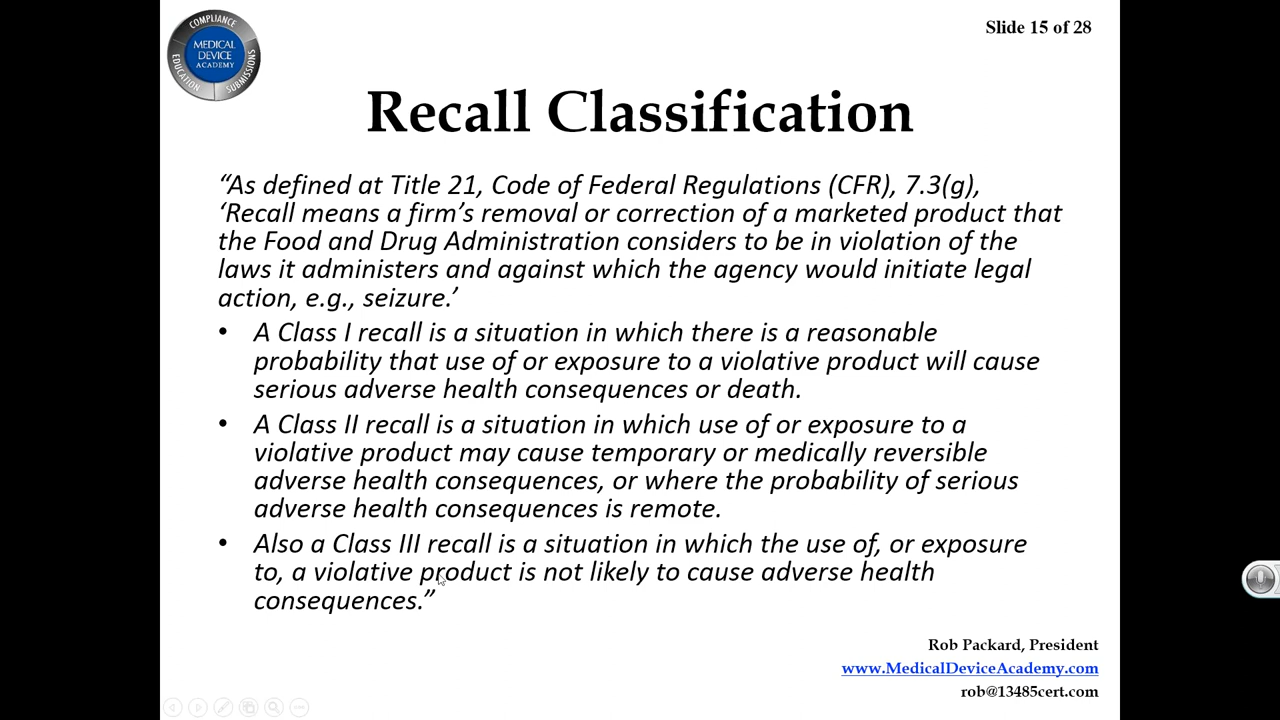 COMPLIANCE
MEDICAL
DEVICE
ACADEMY
EDUCATION
SUBMISSIONS
Slide 15 of 28
Recall Classification
“As defined at Title 21, Code of Federal Regulations (CFR), 7.3(g),
‘Recall means a firm’s removal or correction of a marketed product that
the Food and Drug Administration considers to be in violation of the
laws it administers and against which the agency would initiate legal
action, e.g., seizure.’
• A Class I recall is a situation in which there is a reasonable
probability that use of or exposure to a violative product will cause
serious adverse health consequences or death.
• A Class II recall is a situation in which use of or exposure to a
violative product may cause temporary or medically reversible
adverse health consequences, or where the probability of serious
adverse health consequences is remote.
• Also a Class III recall is a situation in which the use of, or exposure
to, a violative product is not likely to cause adverse health
consequences.”
Rob Packard, President
www.MedicalDeviceAcademy.com
rob@13485cert.com